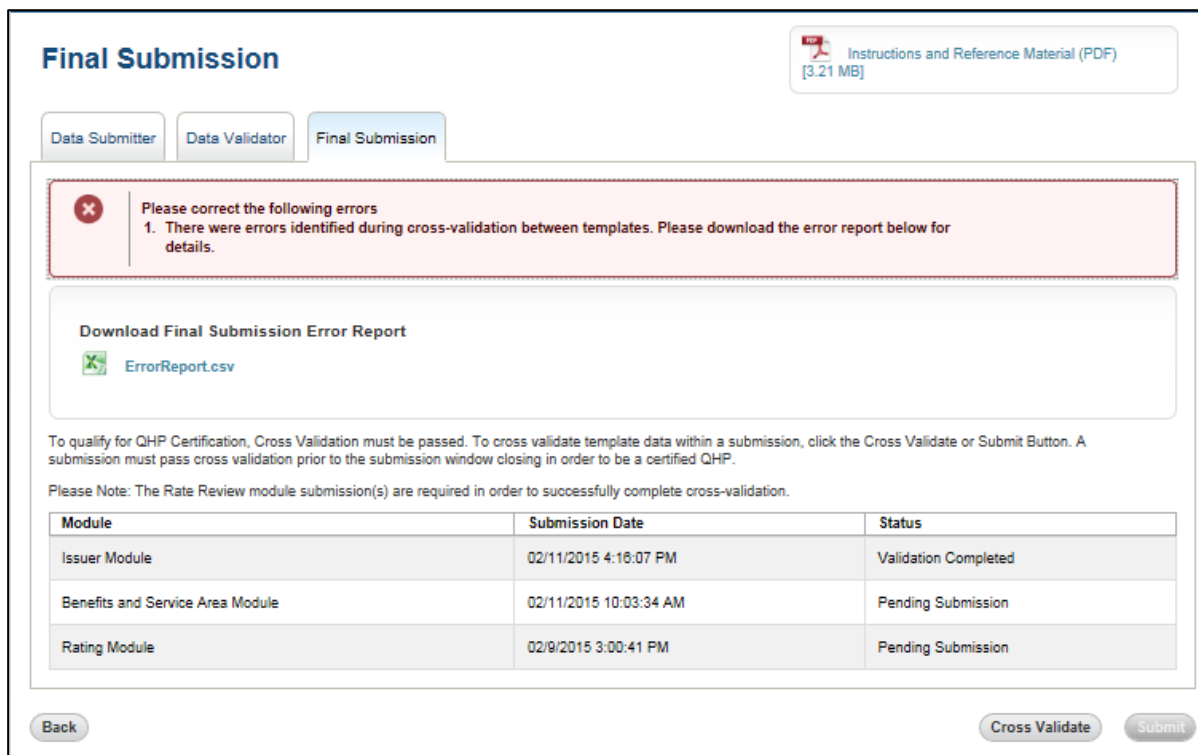 Final Submission
PDF
Instructions and Reference Material (PDF)
[3.21 MB]
Data Submitter
Data Validator
Final Submission
Please correct the following errors
1. There were errors identified during cross-validation between templates. Please download the error report below for
details.
Download Final Submission Error Report
ErrorReport.csv
To qualify for QHP Certification, Cross Validation must be passed. To cross validate template data within a submission, click the Cross Validate or Submit Button. A
submission must pass cross validation prior to the submission window closing in order to be a certified QHP.
Please Note: The Rate Review module submission(s) are required in order to successfully complete cross-validation.
Module Submission Date Status
Issuer Module 02/11/2015 4:16:07 PM Validation Completed
Benefits and Service Area Module 02/11/2015 10:03:34 AM Pending Submission
Rating Module 02/9/2015 3:00:41 PM Pending Submission
Back
Cross Validate
Submit